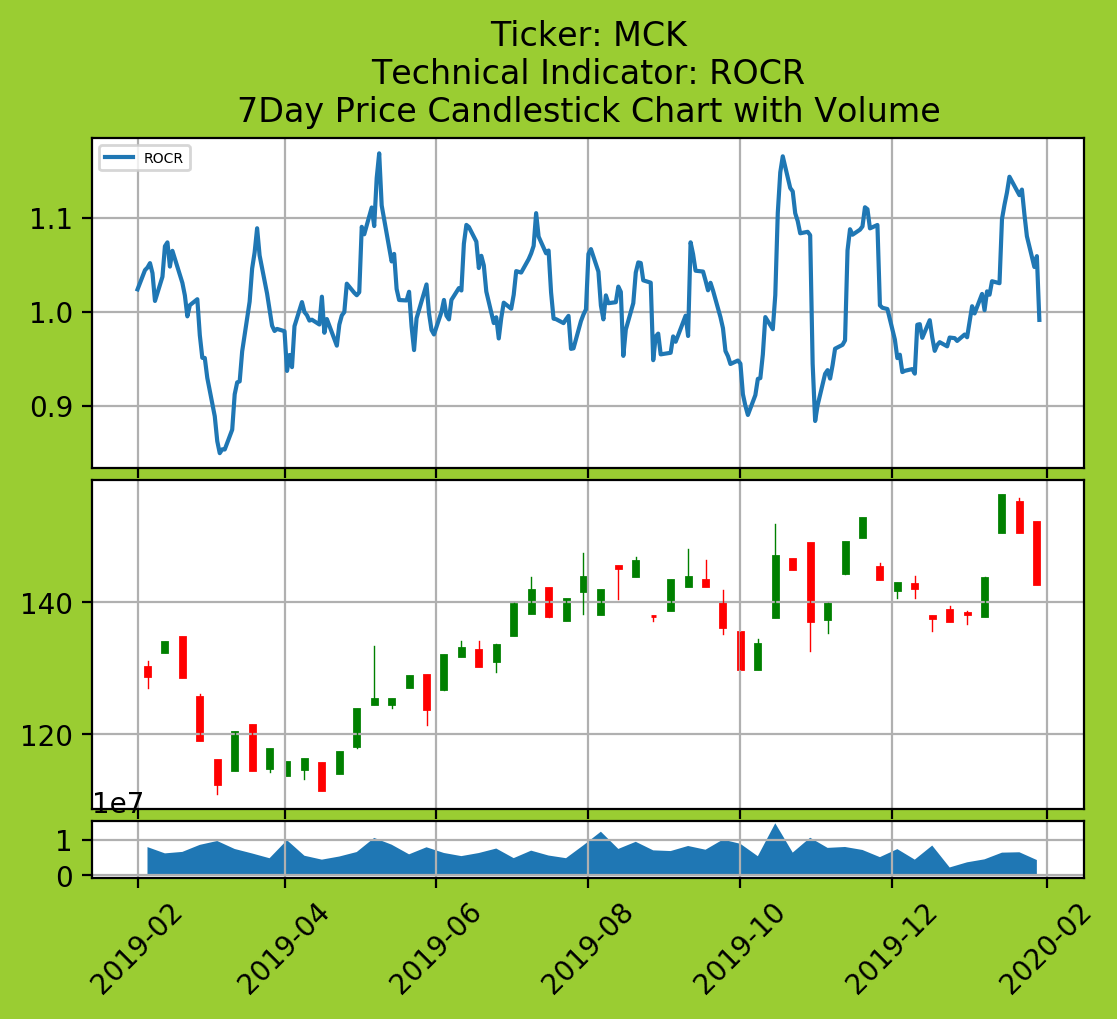 Ticker: MCK
Technical Indicator: ROCR
7Day Price Candlestick Chart with Volume
ROCR
1.1
1.0
0.9
140
120
1e7
1
0
2019-02
2019-04
2019-06
2019-08
2019-10
2019-12
2020-02